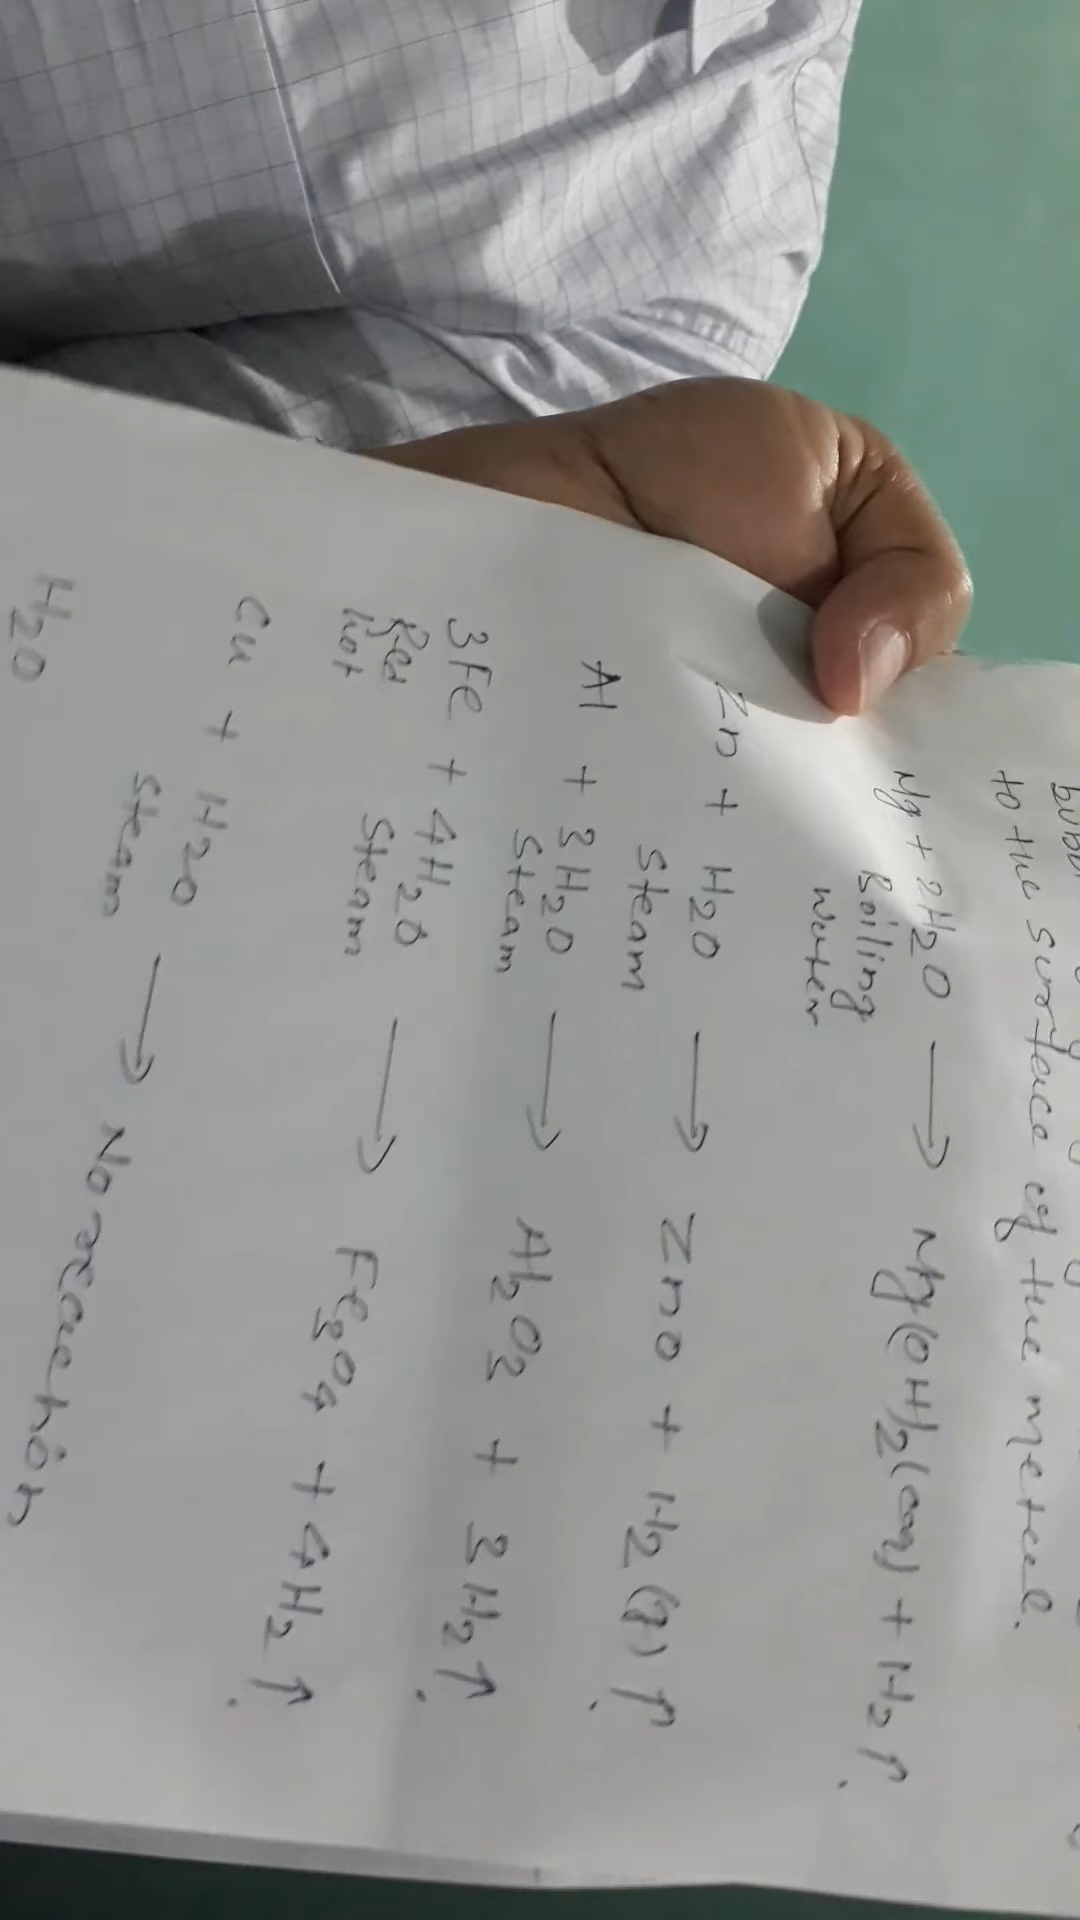 to the surface of the metal.
Mg + 2H2O → Mg(OH)2(aq) + H2↑
Boiling
water
Zn + H2O → ZnO + H2(g)↑
Steam
Al + 3H2O → Al2O3 + 3H2↑
Steam
3Fe + 4H2O → Fe3O4 + 4H2↑
Red Steam
hot
Cu + H2O → No reaction
Steam
H2O